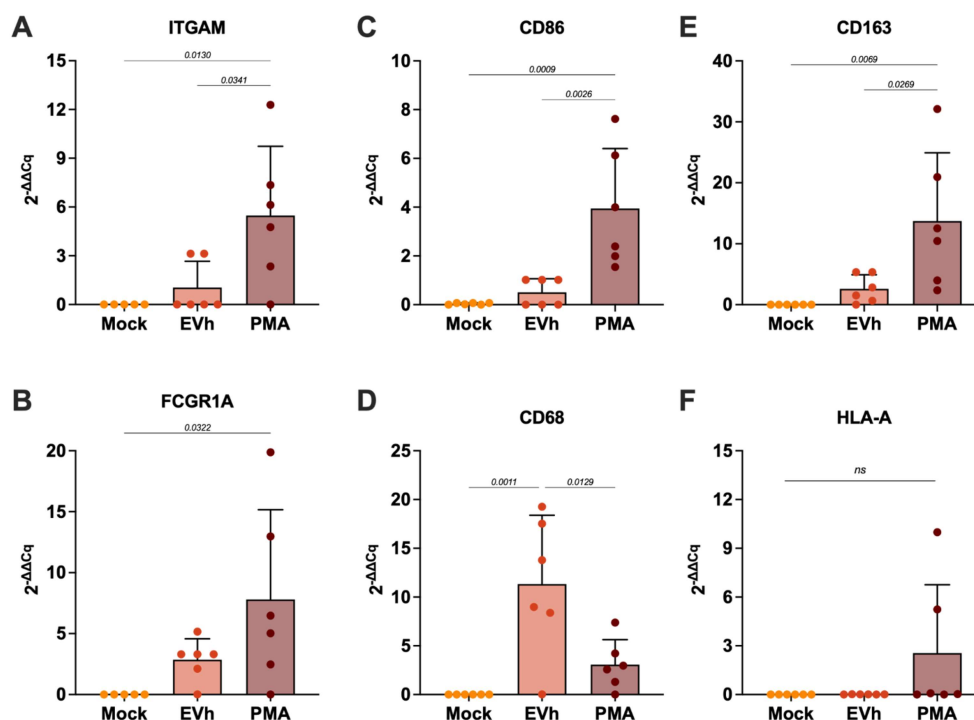 A
ITGAM
0.0130
0.0341
2-ΔΔCq
15
12
9
6
3
0
Mock EVh PMA
C
CD86
0.0009
0.0026
2-ΔΔCq
10
8
6
4
2
0
Mock EVh PMA
E
CD163
0.0069
0.0269
2-ΔΔCq
40
30
20
10
0
Mock EVh PMA
B
FCGR1A
0.0322
2-ΔΔCq
20
15
10
5
0
Mock EVh PMA
D
CD68
0.0011 0.0129
2-ΔΔCq
25
20
15
10
5
0
Mock EVh PMA
F
HLA-A
ns
2-ΔΔCq
15
12
9
6
3
0
Mock EVh PMA